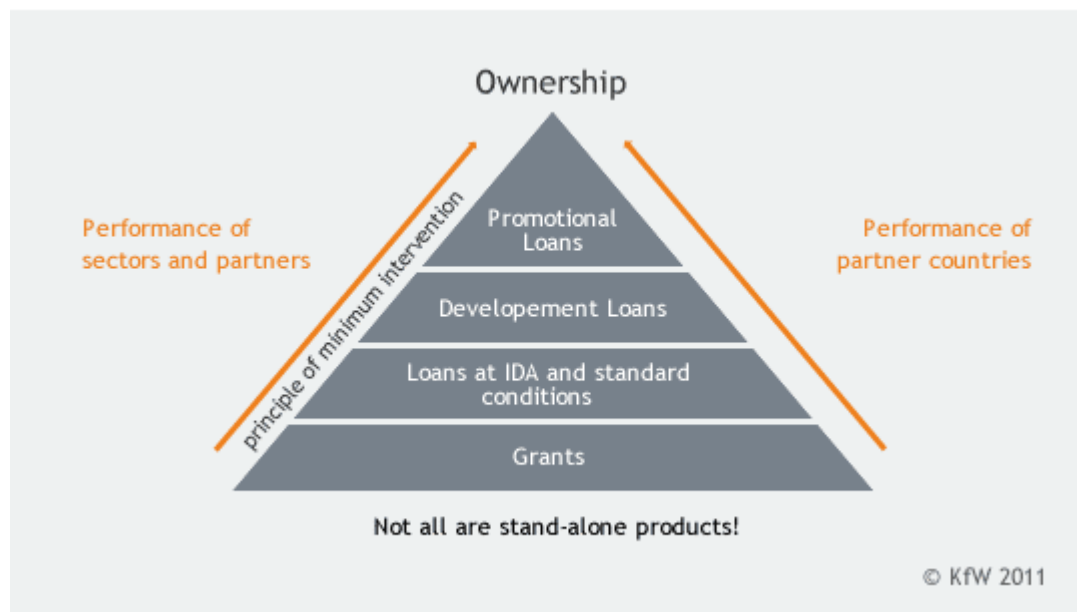 Ownership
Performance of
sectors and partners
principle of minimum intervention
Performance of
partner countries
Promotional
Loans
Developement Loans
Loans at IDA and standard
conditions
Grants
Not all are stand-alone products!
© KfW 2011